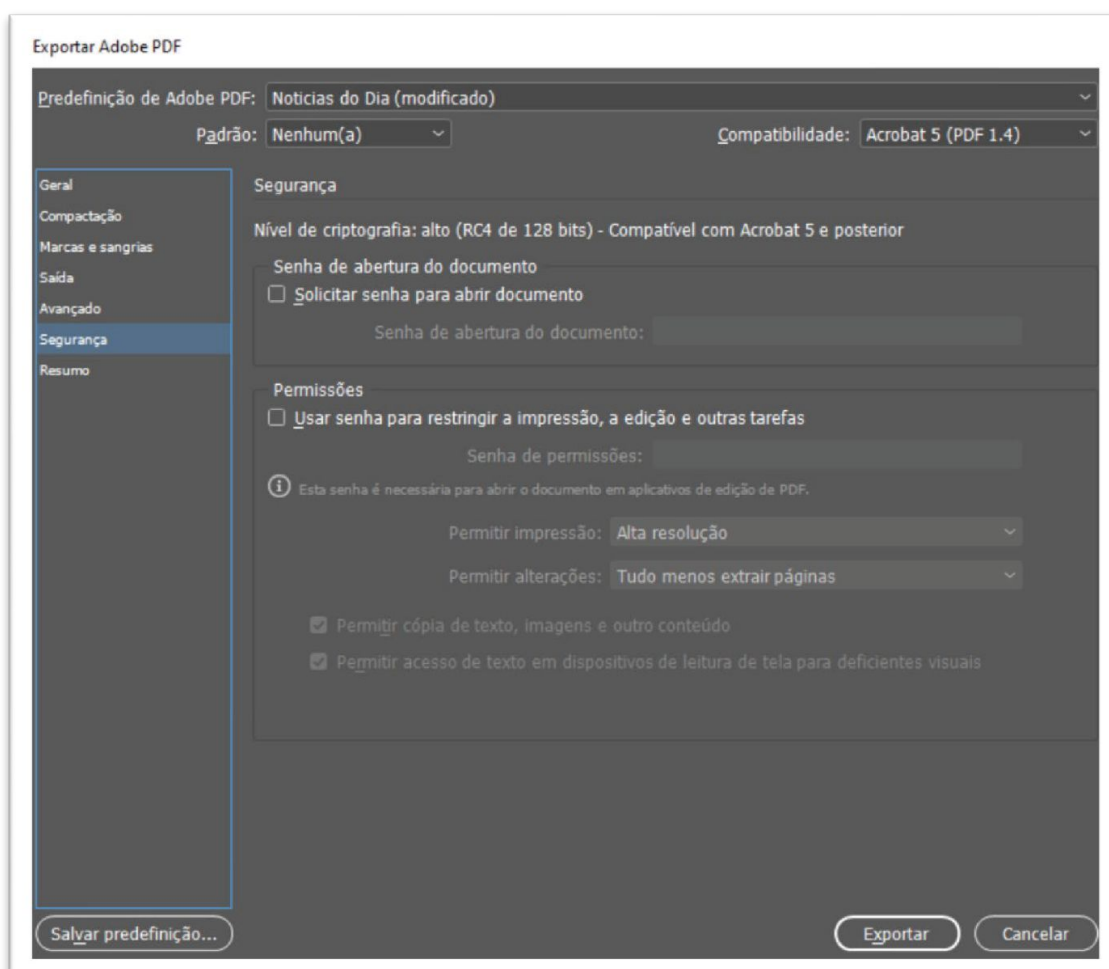 Exportar Adobe PDF
Predefinição de Adobe PDF: Noticias do Dia (modificado)
Padrão: Nenhum(a) Compatibilidade: Acrobat 5 (PDF 1.4)
Geral
Compactação
Marcas e sangrias
Saída
Avançado
Segurança
Resumo
Segurança
Nível de criptografia: alto (RC4 de 128 bits) - Compatível com Acrobat 5 e posterior
Senha de abertura do documento
Solicitar senha para abrir documento
Senha de abertura do documento:
Permissões
Usar senha para restringir a impressão, a edição e outras tarefas
Senha de permissões:
Esta senha é necessária para abrir o documento em aplicativos de edição de PDF.
Permitir impressão: Alta resolução
Permitir alterações: Tudo menos extrair páginas
Permitir cópia de texto, imagens e outro conteúdo
Permitir acesso de texto em dispositivos de leitura de tela para deficientes visuais
Salvar predefinição... Exportar Cancelar